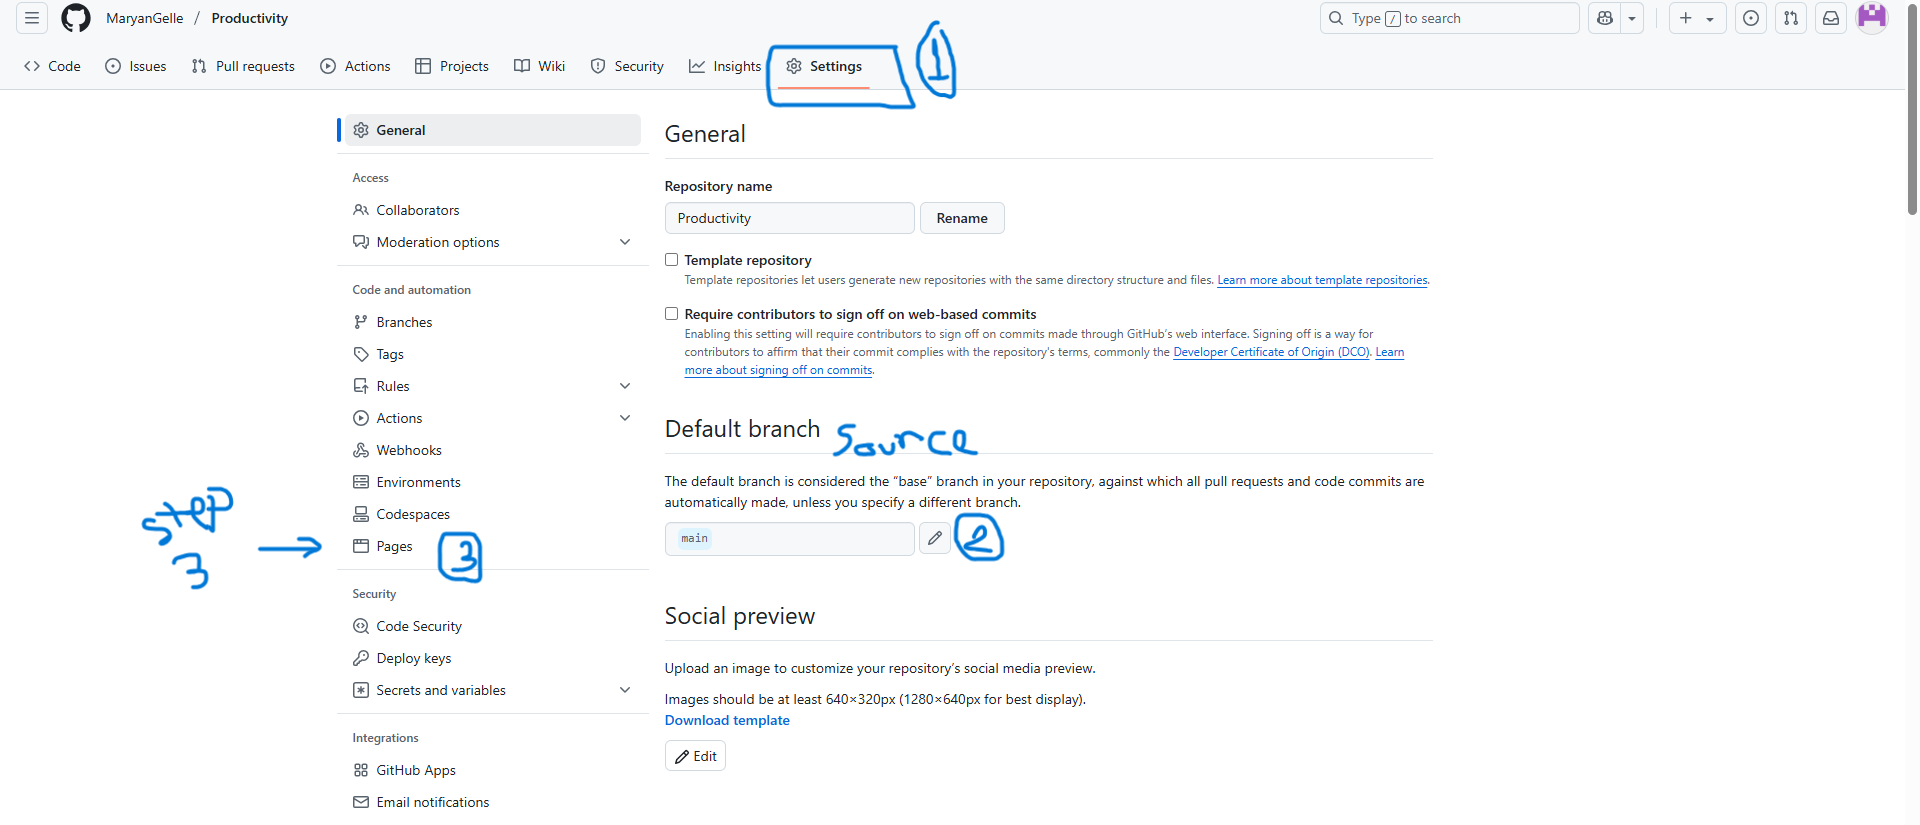 MaryanGelle / Productivity
Type / to search
Code Issues Pull requests Actions Projects Wiki Security Insights Settings
1
General
Access
Collaborators
Moderation options
Code and automation
Branches
Tags
Rules
Actions
Webhooks
Environments
Codespaces
Pages
3
step
3
Security
Code Security
Deploy keys
Secrets and variables
Integrations
GitHub Apps
Email notifications
General
Repository name
Productivity Rename
Template repository
Template repositories let users generate new repositories with the same directory structure and files. Learn more about template repositories.
Require contributors to sign off on web-based commits
Enabling this setting will require contributors to sign off on commits made through GitHub's web interface. Signing off is a way for
contributors to affirm that their commit complies with the repository's terms, commonly the Developer Certificate of Origin (DCO). Learn
more about signing off on commits.
Default branch source
The default branch is considered the “base” branch in your repository, against which all pull requests and code commits are
automatically made, unless you specify a different branch.
main 2
Social preview
Upload an image to customize your repository’s social media preview.
Images should be at least 640×320px (1280×640px for best display).
Download template
Edit